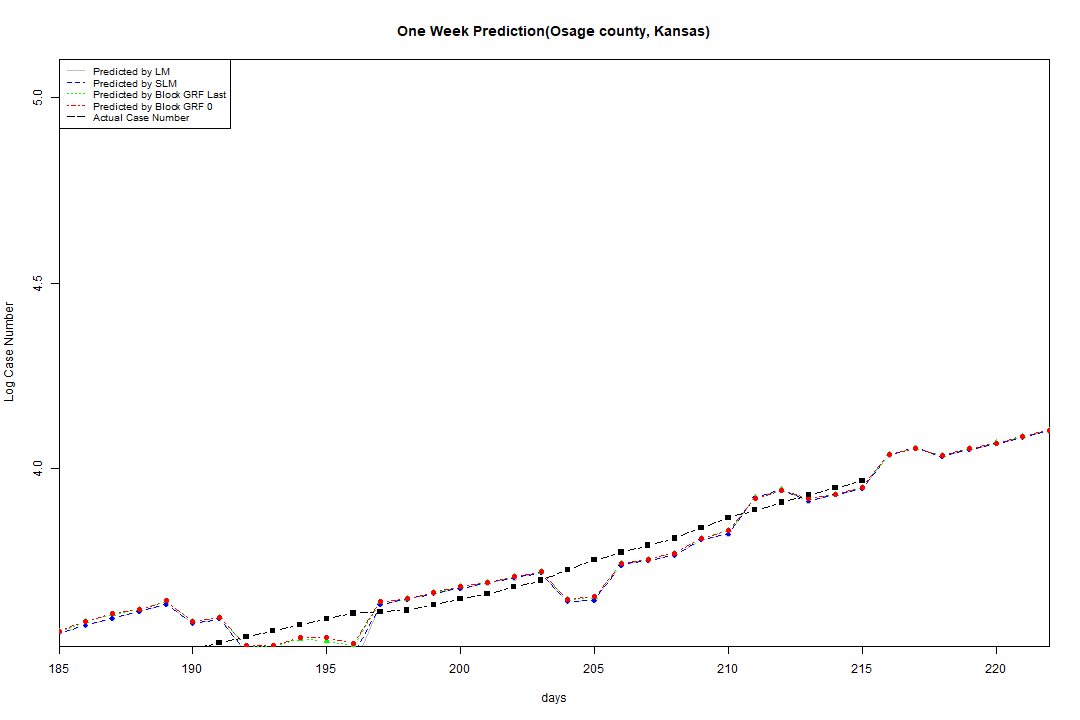 One Week Prediction(Osage county, Kansas)
Predicted by LM
Predicted by SLM
Predicted by Block GRF Last
Predicted by Block GRF 0
Actual Case Number
5.0
4.5
4.0
Log Case Number
185 190 195 200 205 210 215 220
days